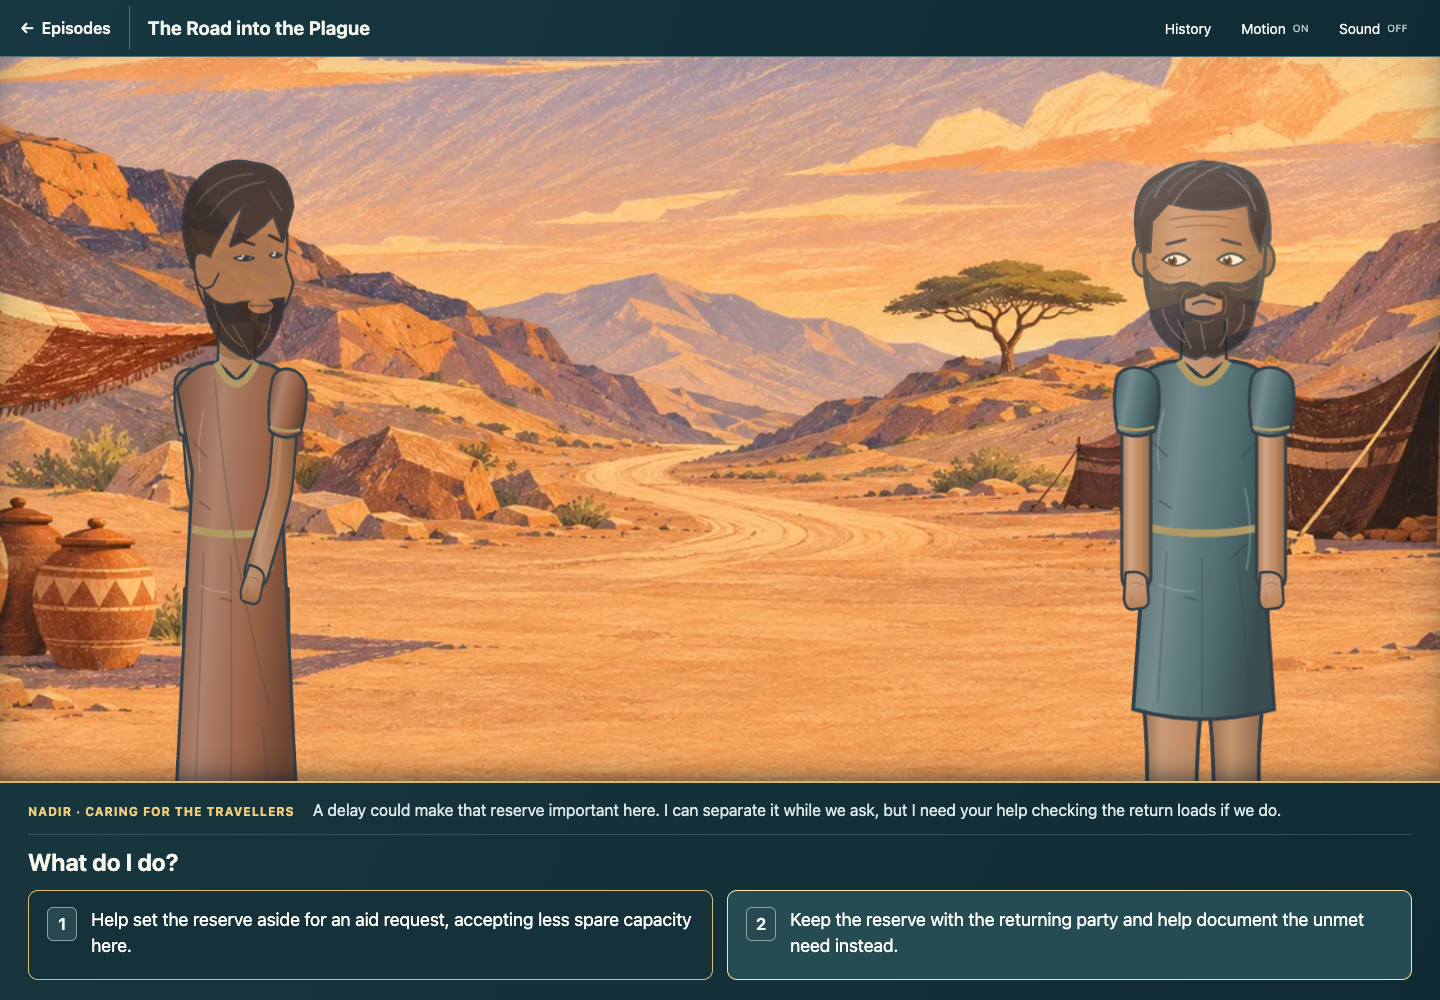 ← Episodes
The Road into the Plague
History
Motion ON
Sound OFF
NADIR · CARING FOR THE TRAVELLERS A delay could make that reserve important here. I can separate it while we ask, but I need your help checking the return loads if we do.
What do I do?
1 Help set the reserve aside for an aid request, accepting less spare capacity
here.
2 Keep the reserve with the returning party and help document the unmet
need instead.